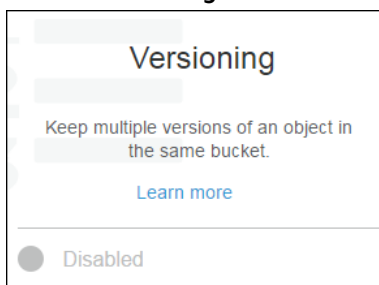 Versioning
Keep multiple versions of an object in
the same bucket.
Learn more
Disabled